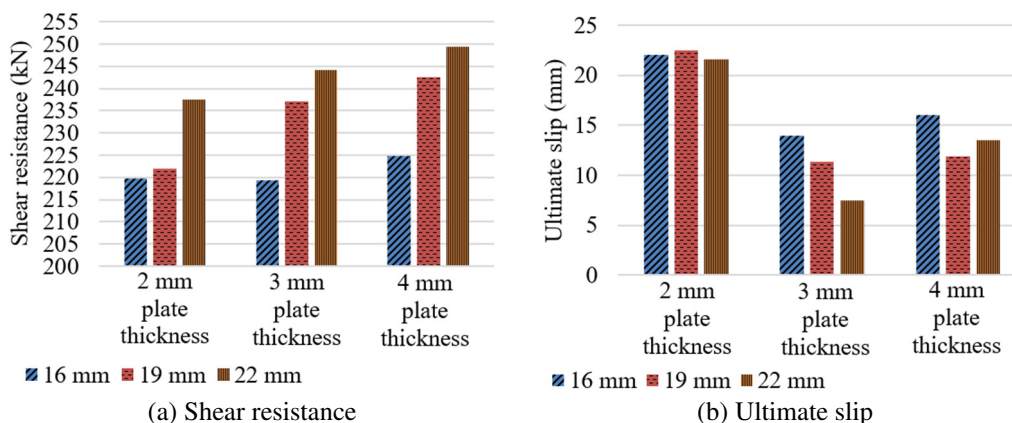 Shear resistance (kN)
255
250
245
240
235
230
225
220
215
210
205
200
2 mm
plate
thickness
3 mm
plate
thickness
4 mm
plate
thickness
16 mm 19 mm 22 mm
(a) Shear resistance
Ultimate slip (mm)
25
20
15
10
5
0
2 mm
plate
thickness
3 mm
plate
thickness
4 mm
plate
thickness
16 mm 19 mm 22 mm
(b) Ultimate slip